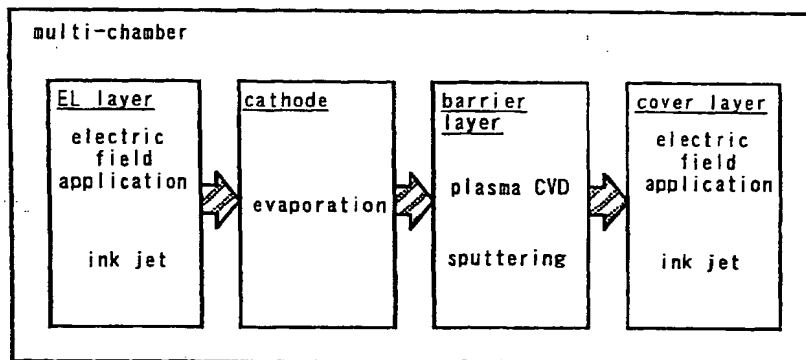 multi-chamber
EL layer
electric
field
application
ink jet
cathode
evaporation
barrier
layer
plasma CVD
sputtering
cover layer
electric
field
application
ink jet